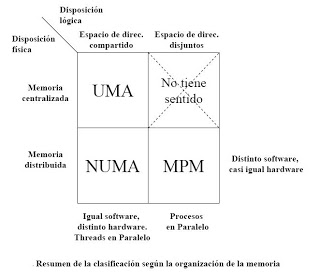 Disposición
lógica
Disposición
física
Espacio de direc.
compartido
Espacio de direc.
disjuntos
Memoria
centralizada
UMA
No tiene
sentido
Memoria
distribuida
NUMA
MPM
Distinto software,
casi igual hardware
Igual software,
distinto hardware.
Threads en Paralelo
Procesos
en Paralelo
Resumen de la clasificación según la organización de la memoria